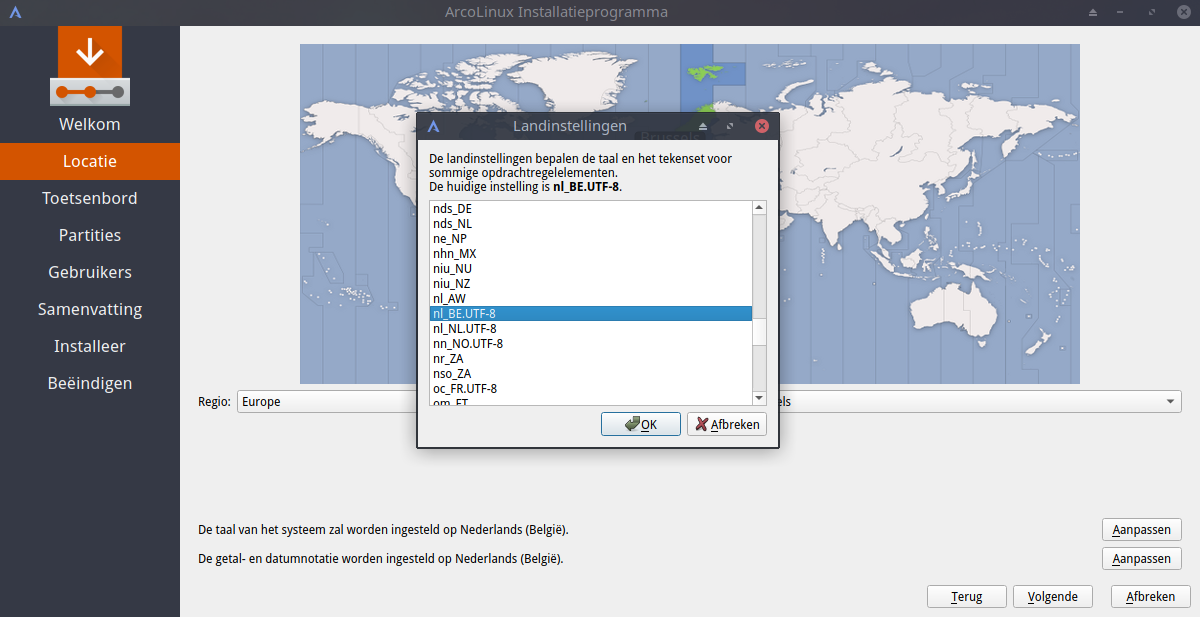 ArcoLinux Installatieprogramma
Welkom
Locatie
Toetsenbord
Partities
Gebruikers
Samenvatting
Installeer
Beëindigen
Brussels
Landinstellingen
De landinstellingen bepalen de taal en het tekenset voor
sommige opdrachtregelelementen.
De huidige instelling is nl_BE.UTF-8.
nds_DE
nds_NL
ne_NP
nhn_MX
niu_NU
niu_NZ
nl_AW
nl_BE.UTF-8
nl_NL.UTF-8
nn_NO.UTF-8
nr_ZA
nso_ZA
oc_FR.UTF-8
om_ET
OK
Afbreken
Regio:
Europe
els
De taal van het systeem zal worden ingesteld op Nederlands (België).
Aanpassen
De getal- en datumnotatie worden ingesteld op Nederlands (België).
Aanpassen
Terug
Volgende
Afbreken